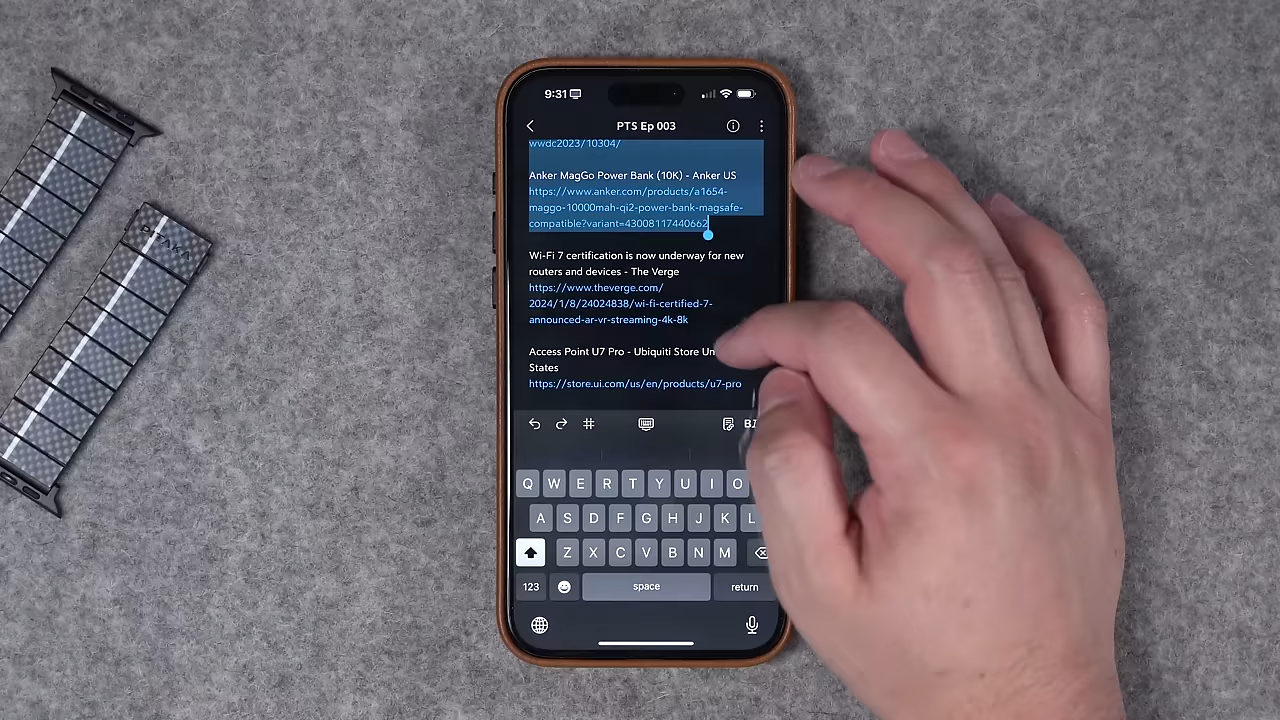 9:31
PTS Ep 003
wwdc2023/10304/
Anker MagGo Power Bank (10K) - Anker US
https://www.anker.com/products/a1654-
maggo-10000mah-qi2-power-bank-magsafe-
compatible?variant=43008117440662
Wi-Fi 7 certification is now underway for new
routers and devices - The Verge
https://www.theverge.com/
2024/1/8/24024838/wi-fi-certified-7-
announced-ar-vr-streaming-4k-8k
Access Point U7 Pro - Ubiquiti Store Un
States
https://store.ui.com/us/en/products/u7-pro
Q W E R T Y U I O
A S D F G H J K L
Z X C V B N M
123 space return
PITAKA